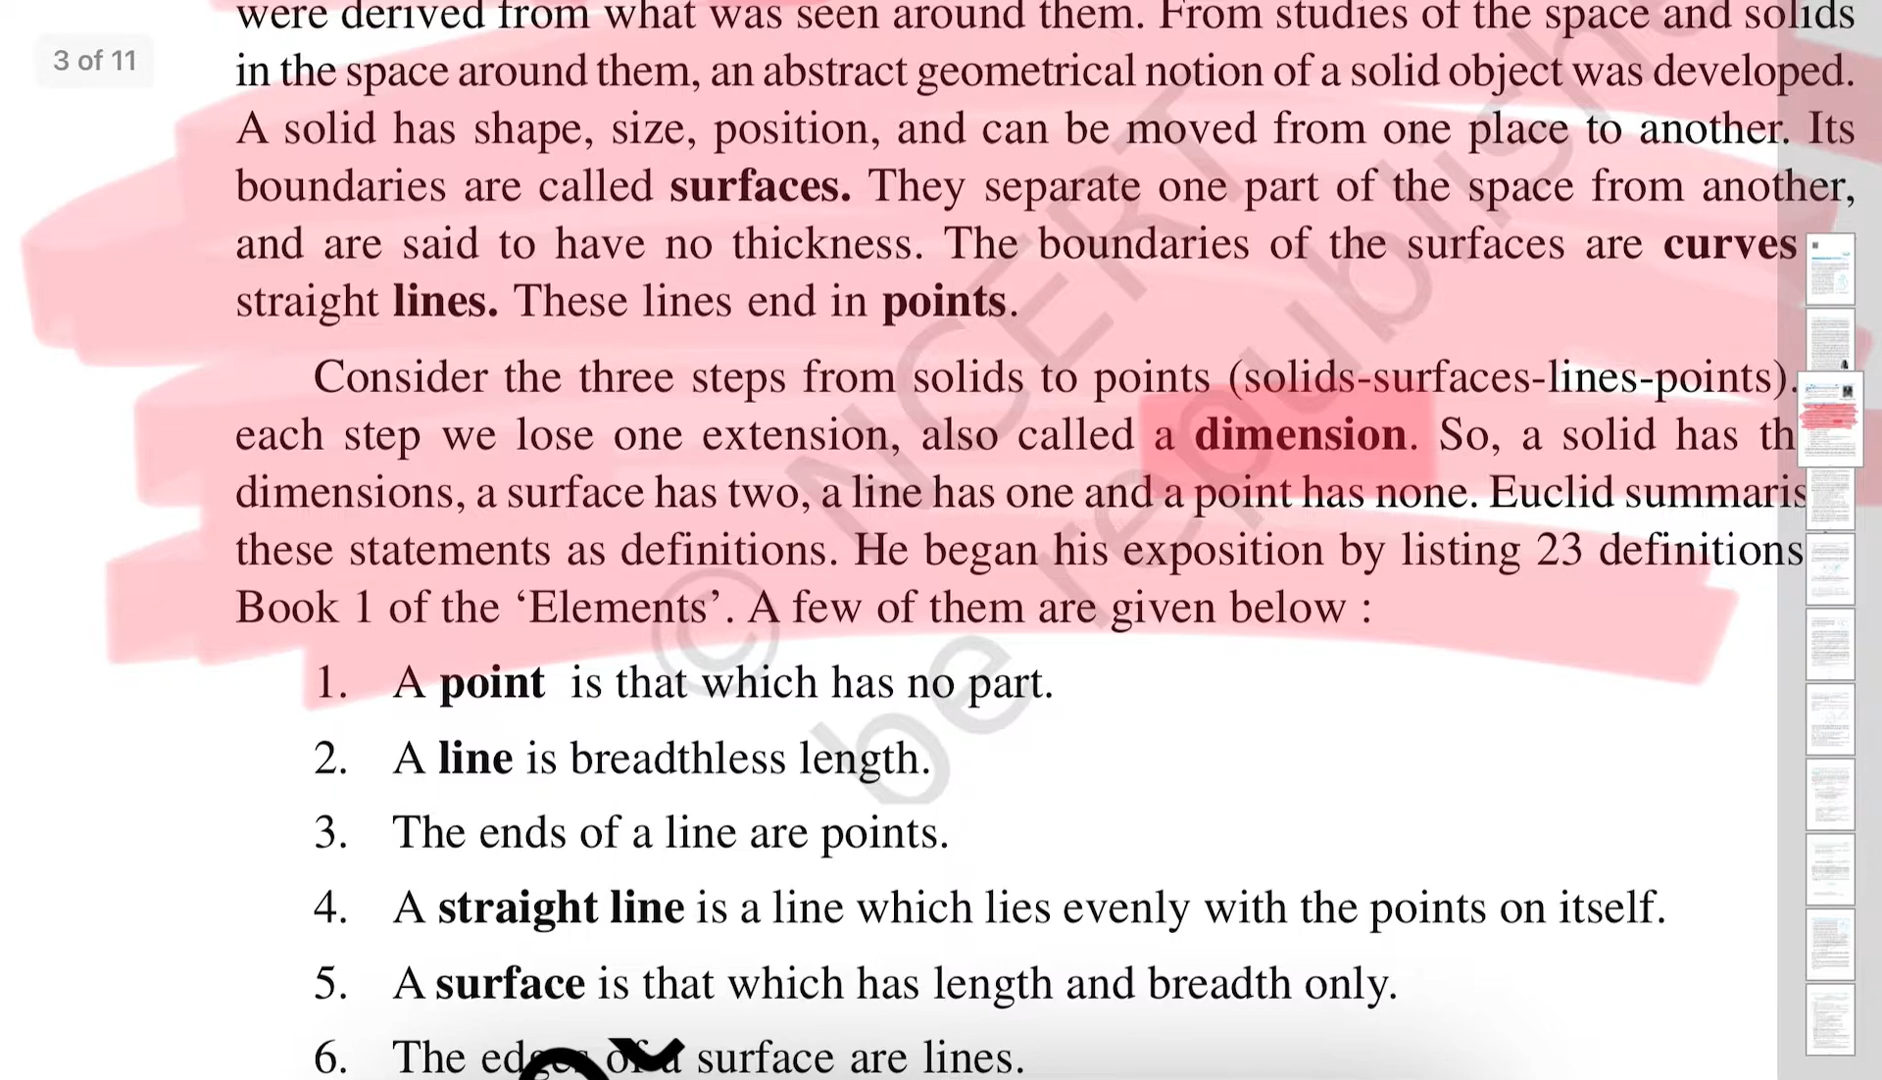 were derived from what was seen around them. From studies of the space and solids
3 of 11
in the space around them, an abstract geometrical notion of a solid object was developed.
A solid has shape, size, position, and can be moved from one place to another. Its
boundaries are called surfaces. They separate one part of the space from another,
and are said to have no thickness. The boundaries of the surfaces are curves
straight lines. These lines end in points.
Consider the three steps from solids to points (solids-surfaces-lines-points).
each step we lose one extension, also called a dimension. So, a solid has th
dimensions, a surface has two, a line has one and a point has none. Euclid summaris
these statements as definitions. He began his exposition by listing 23 definitions
Book 1 of the ‘Elements’. A few of them are given below :
1. A point is that which has no part.
2. A line is breadthless length.
3. The ends of a line are points.
4. A straight line is a line which lies evenly with the points on itself.
5. A surface is that which has length and breadth only.
6. The edges of a surface are lines.
© NCERT
be republish